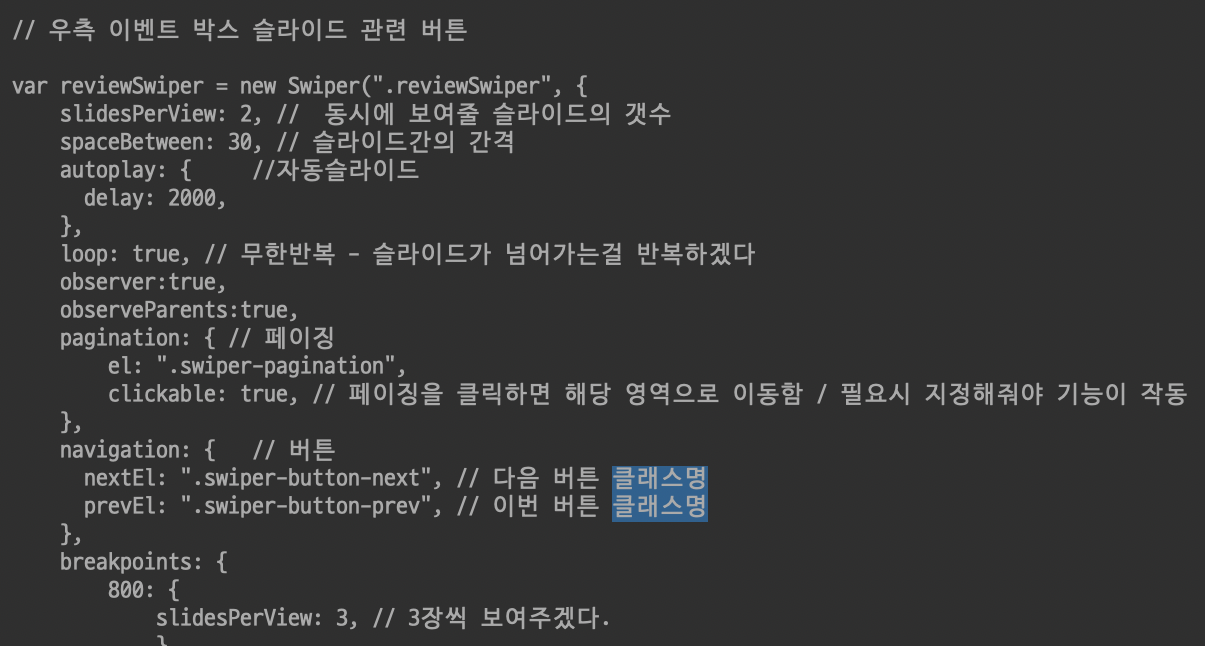 // 우측 이벤트 박스 슬라이드 관련 버튼
var reviewSwiper = new Swiper(".reviewSwiper", {
slidesPerView: 2, //  동시에 보여줄 슬라이드의 갯수
spaceBetween: 30, // 슬라이드간의 간격
autoplay: {     //자동슬라이드
delay: 2000,
},
loop: true, // 무한반복 - 슬라이드가 넘어가는걸 반복하겠다
observer:true,
observeParents:true,
pagination: { // 페이징
el: ".swiper-pagination",
clickable: true, // 페이징을 클릭하면 해당 영역으로 이동함 / 필요시 지정해줘야 기능이 작동
},
navigation: {   // 버튼
nextEl: ".swiper-button-next", // 다음 버튼 클래스명
prevEl: ".swiper-button-prev", // 이번 버튼 클래스명
},
breakpoints: {
800: {
slidesPerView: 3, // 3장씩 보여주겠다.
}